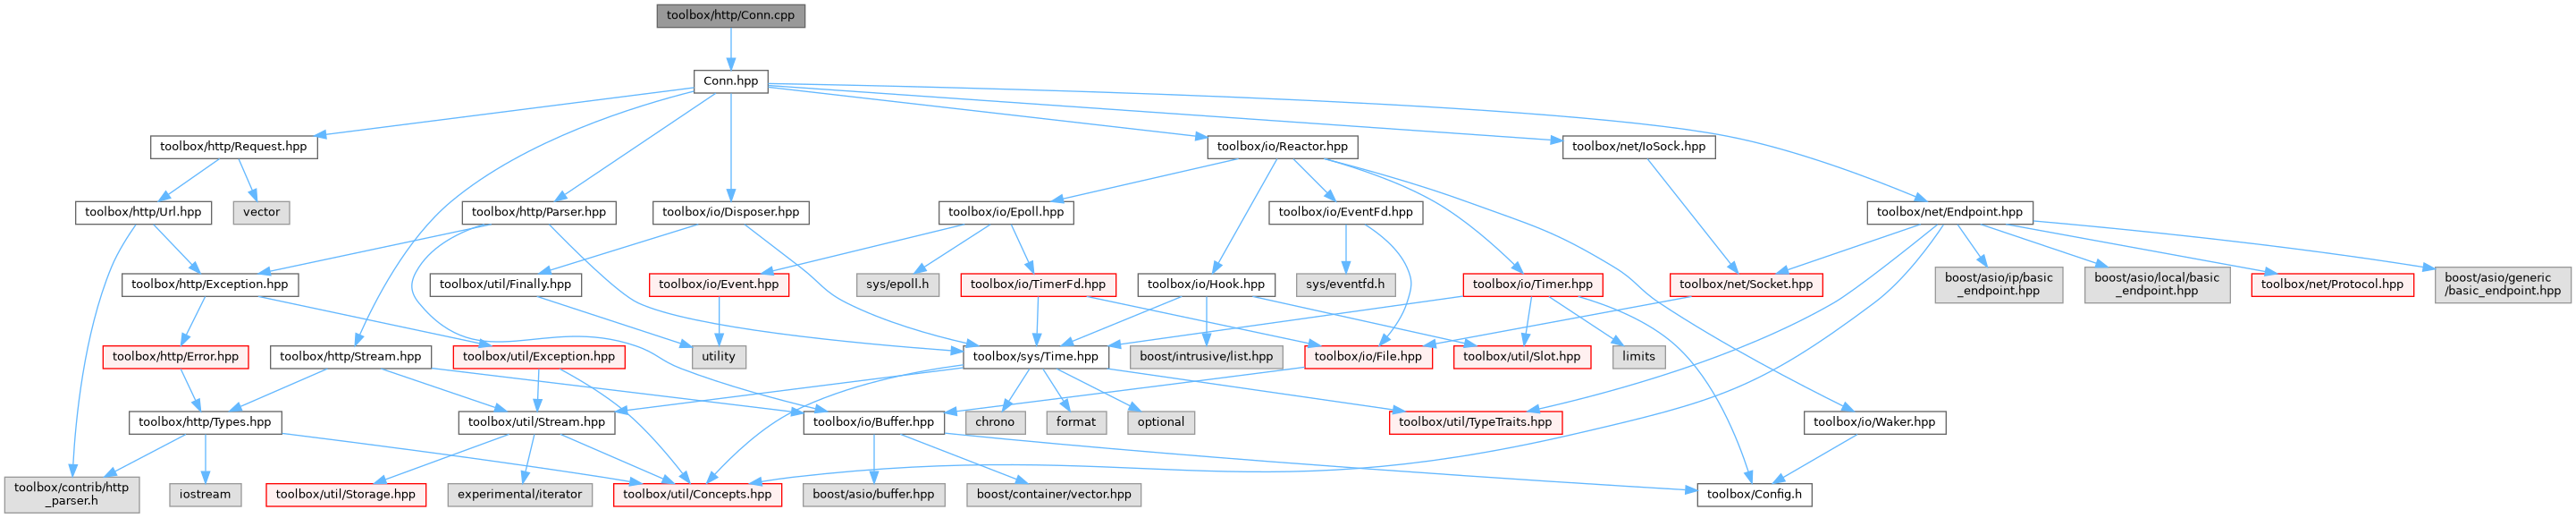 toolbox/http/Conn.cpp
Conn.hpp
toolbox/http/Request.hpp
toolbox/io/Reactor.hpp
toolbox/net/IoSock.hpp
toolbox/http/Url.hpp
vector
toolbox/http/Parser.hpp
toolbox/io/Disposer.hpp
toolbox/io/Epoll.hpp
toolbox/io/EventFd.hpp
toolbox/net/Endpoint.hpp
toolbox/http/Exception.hpp
toolbox/util/Finally.hpp
toolbox/io/Event.hpp
sys/epoll.h
toolbox/io/TimerFd.hpp
toolbox/io/Hook.hpp
sys/eventfd.h
toolbox/io/Timer.hpp
toolbox/net/Socket.hpp
boost/asio/ip/basic
_endpoint.hpp
boost/asio/local/basic
_endpoint.hpp
toolbox/net/Protocol.hpp
boost/asio/generic
/basic_endpoint.hpp
toolbox/http/Error.hpp
toolbox/http/Stream.hpp
toolbox/util/Exception.hpp
utility
toolbox/sys/Time.hpp
boost/intrusive/list.hpp
toolbox/io/File.hpp
toolbox/util/Slot.hpp
limits
toolbox/http/Types.hpp
toolbox/util/Stream.hpp
toolbox/io/Buffer.hpp
chrono
format
optional
toolbox/util/TypeTraits.hpp
toolbox/io/Waker.hpp
toolbox/contrib/http
_parser.h
iostream
toolbox/util/Storage.hpp
experimental/iterator
toolbox/util/Concepts.hpp
boost/asio/buffer.hpp
boost/container/vector.hpp
toolbox/Config.h